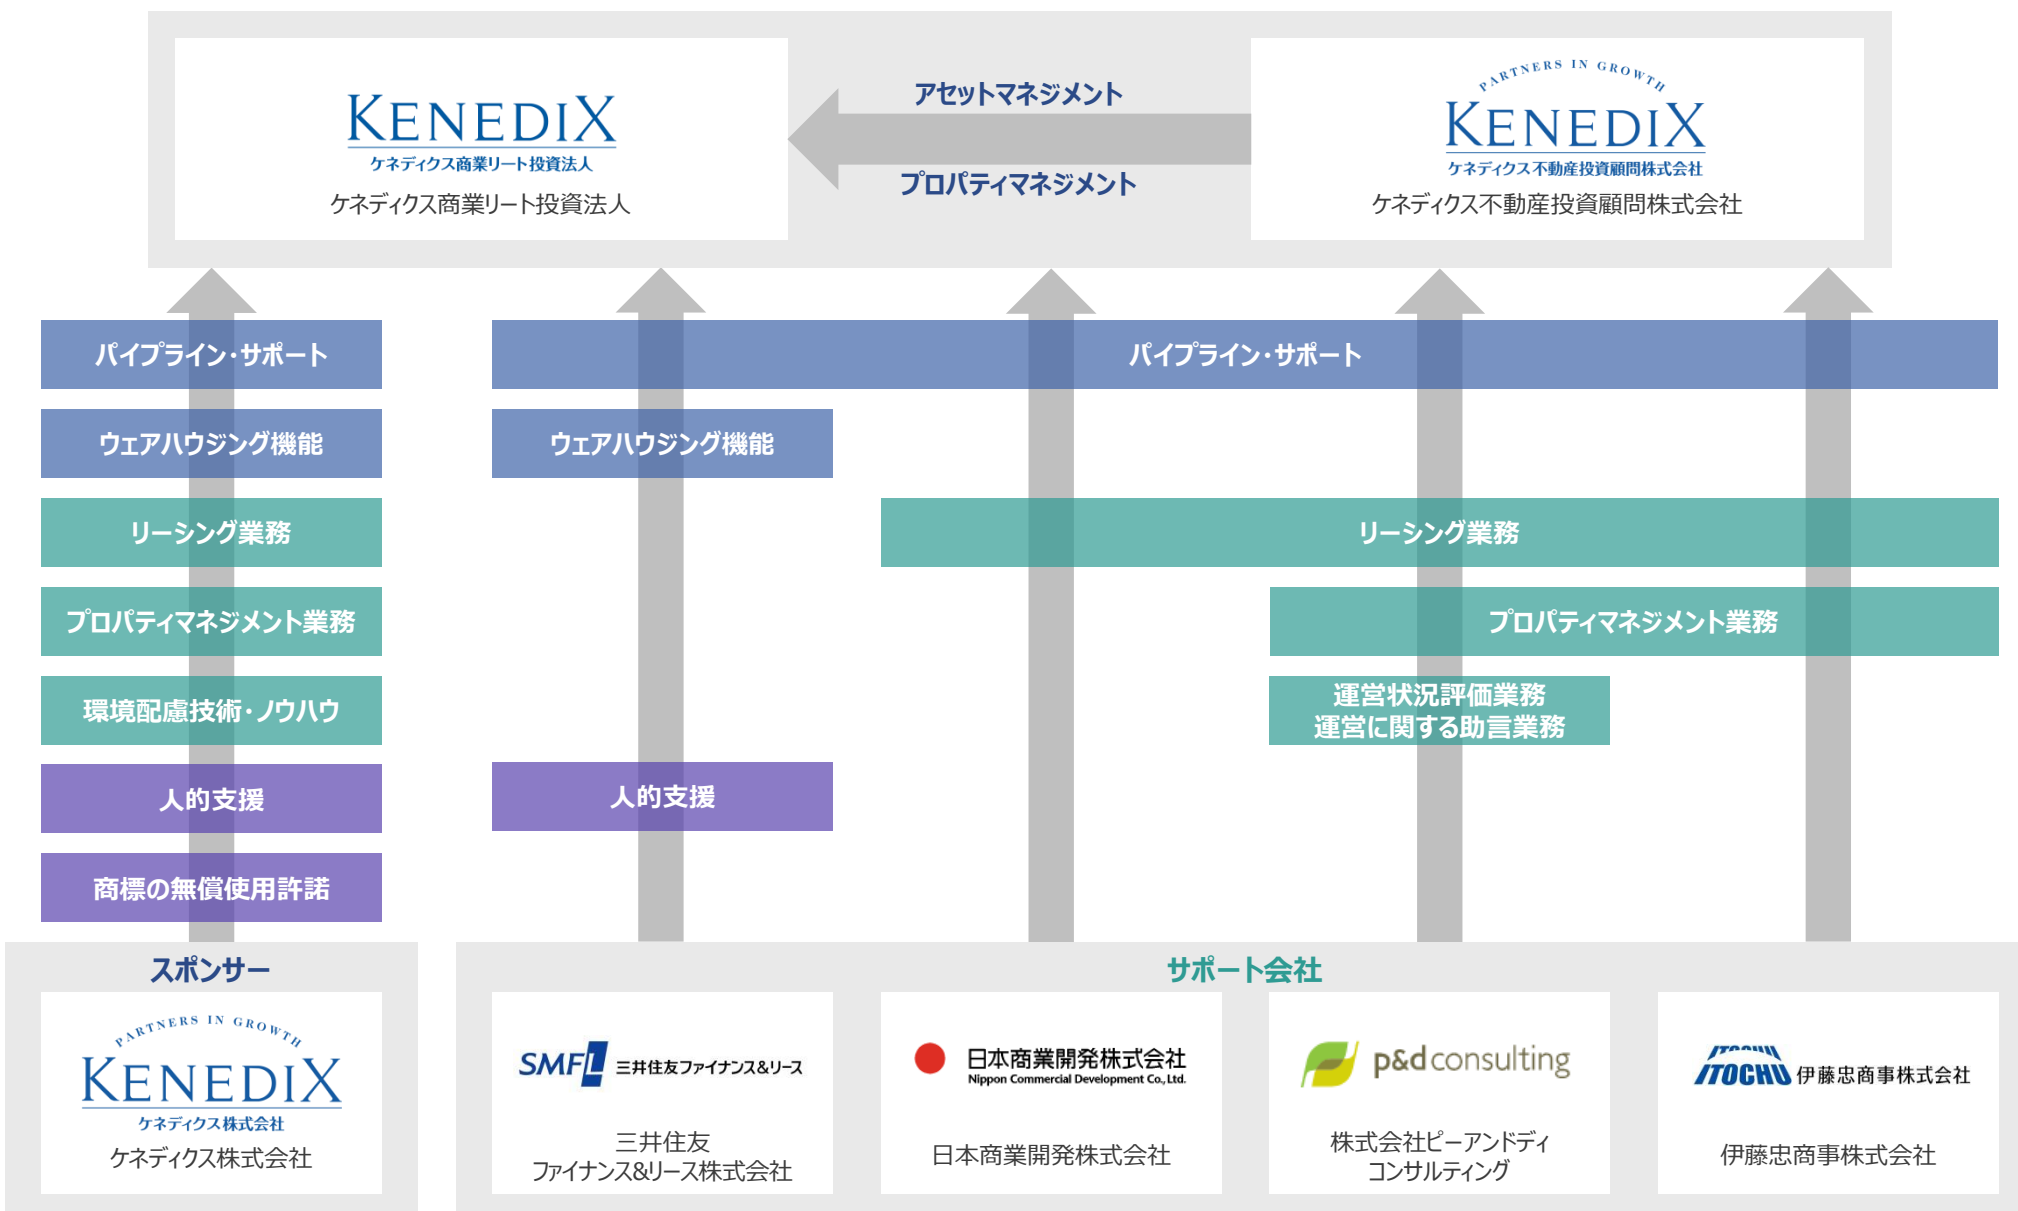 KENEDIX
ケネディクス商業リート投資法人
ケネディクス商業リート投資法人
アセットマネジメント
プロパティマネジメント
PARTNERS IN GROWTH
KENEDIX
ケネディクス不動産投資顧問株式会社
ケネディクス不動産投資顧問株式会社
パイプライン・サポート
パイプライン・サポート
ウェアハウジング機能
ウェアハウジング機能
リーシング業務
リーシング業務
プロパティマネジメント業務
プロパティマネジメント業務
環境配慮技術・ノウハウ
運営状況評価業務
運営に関する助言業務
人的支援
人的支援
商標の無償使用許諾
スポンサー
PARTNERS IN GROWTH
KENEDIX
ケネディクス株式会社
ケネディクス株式会社
サポート会社
SMFL 三井住友ファイナンス&リース
三井住友
ファイナンス&リース株式会社
日本商業開発株式会社
Nippon Commercial Development Co., Ltd.
日本商業開発株式会社
p&d consulting
株式会社ピーアンドディ
コンサルティング
ITOCHU
ITOCHU 伊藤忠商事株式会社
伊藤忠商事株式会社